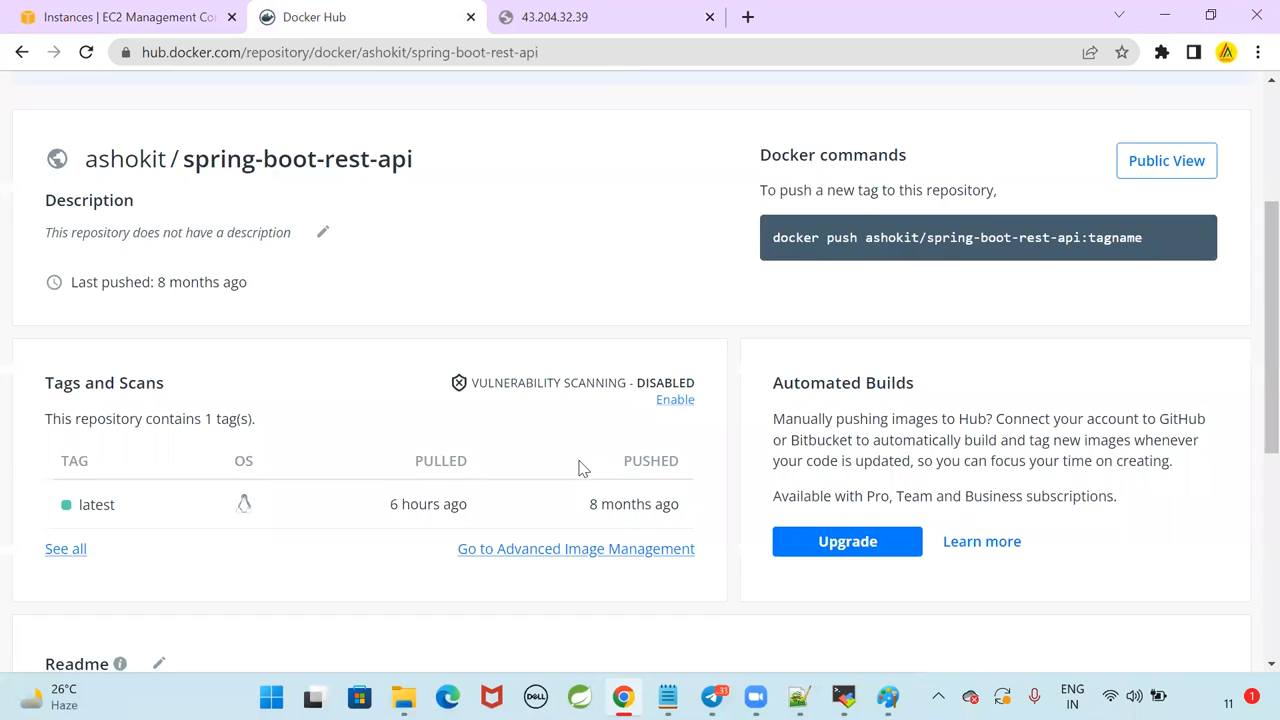 Instances | EC2 Management Co
Docker Hub
43.204.32.39
hub.docker.com/repository/docker/ashokit/spring-boot-rest-api
ashokit / spring-boot-rest-api
Description
This repository does not have a description
Last pushed: 8 months ago
Docker commands
Public View
To push a new tag to this repository,
docker push ashokit/spring-boot-rest-api:tagname
Tags and Scans
VULNERABILITY SCANNING - DISABLED
Enable
This repository contains 1 tag(s).
TAG OS PULLED PUSHED
latest 6 hours ago 8 months ago
See all Go to Advanced Image Management
Automated Builds
Manually pushing images to Hub? Connect your account to GitHub
or Bitbucket to automatically build and tag new images whenever
your code is updated, so you can focus your time on creating.
Available with Pro, Team and Business subscriptions.
Upgrade Learn more
Readme
26°C
Haze
DELL
31
ENG
IN
11
1